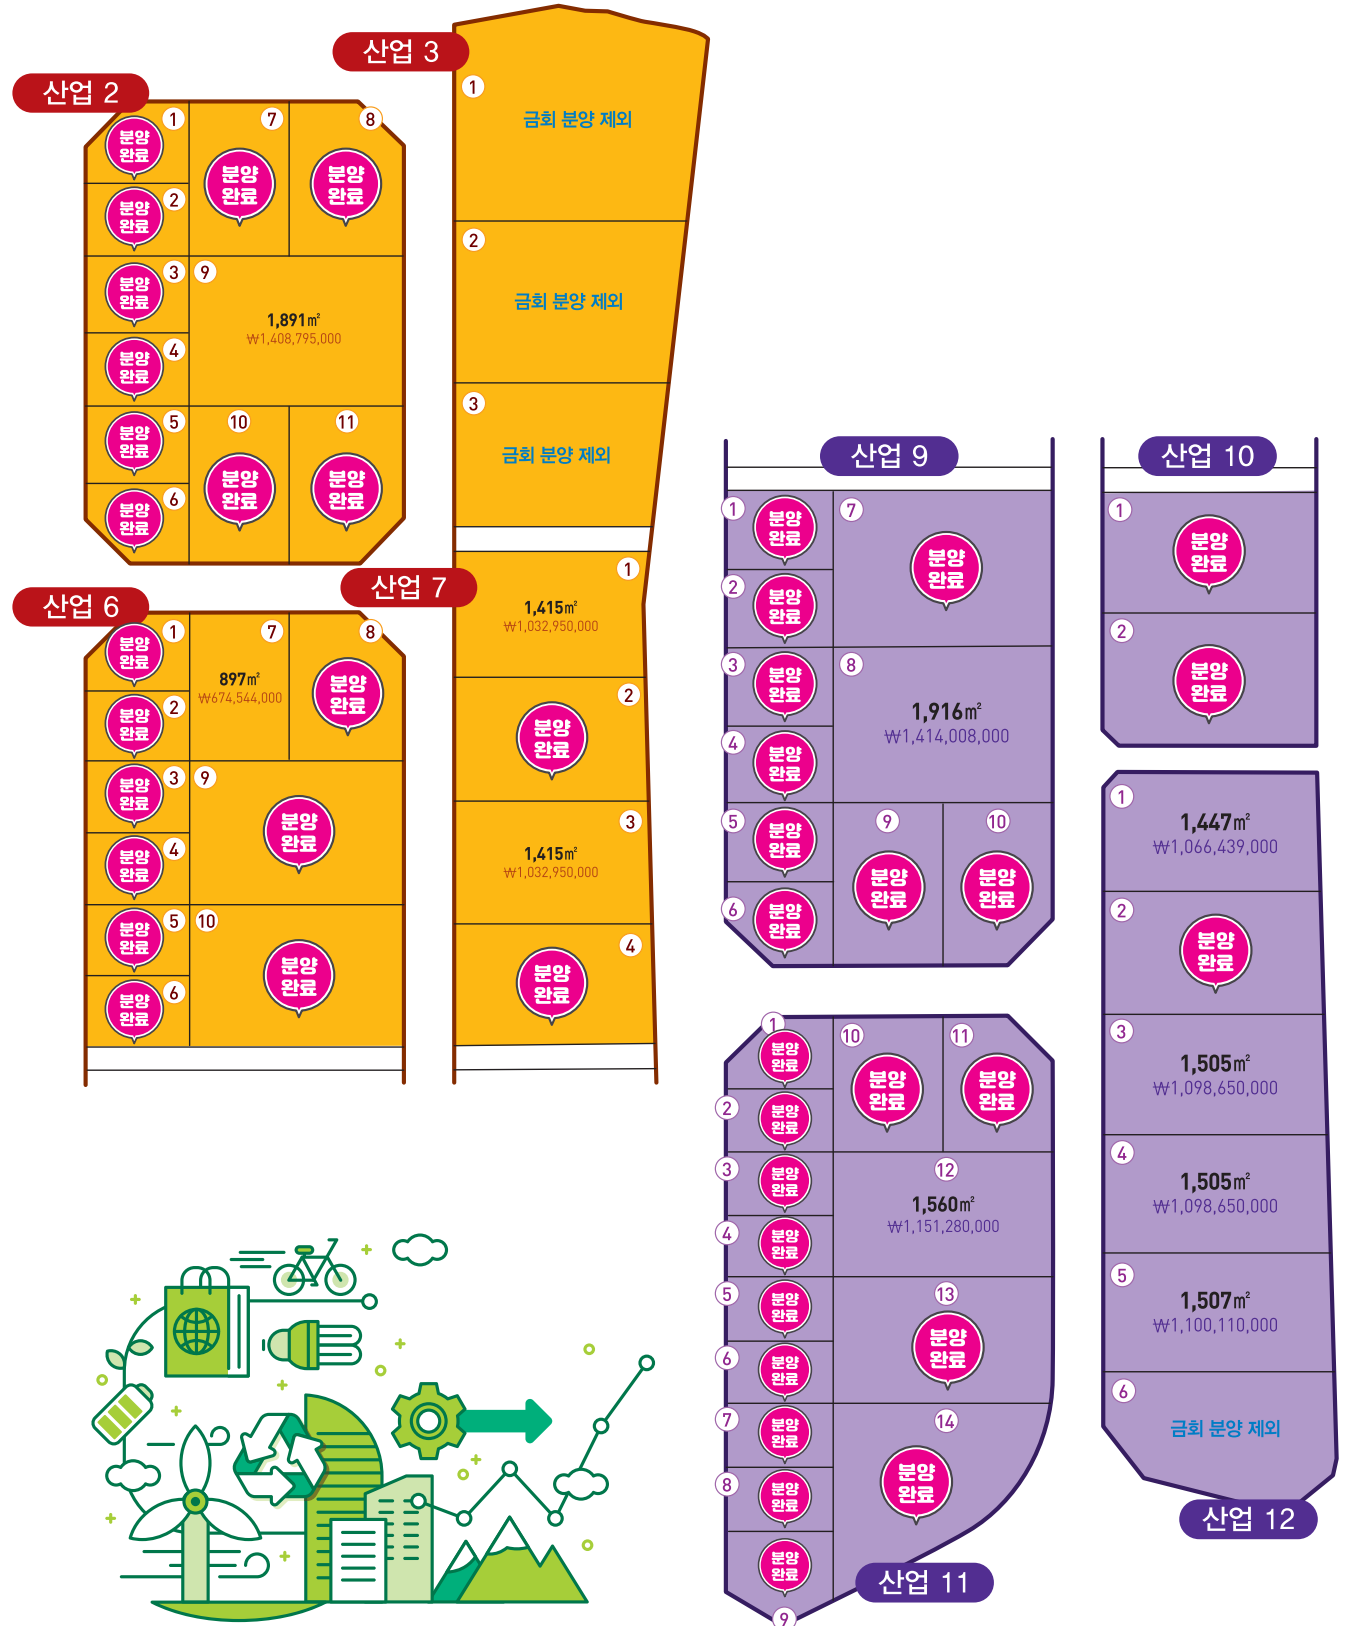 산업 2
1
분양
완료
2
분양
완료
3
분양
완료
4
분양
완료
5
분양
완료
6
분양
완료
7
분양
완료
8
분양
완료
9
1,891㎡
₩1,408,795,000
10
분양
완료
11
분양
완료
산업 3
1
금회 분양 제외
2
금회 분양 제외
3
금회 분양 제외
산업 6
1
분양
완료
2
분양
완료
3
분양
완료
4
분양
완료
5
분양
완료
6
분양
완료
7
897㎡
₩674,544,000
8
분양
완료
9
분양
완료
10
분양
완료
산업 7
1
1,415㎡
₩1,032,950,000
2
분양
완료
3
1,415㎡
₩1,032,950,000
4
분양
완료
산업 9
1
분양
완료
2
분양
완료
3
분양
완료
4
분양
완료
5
분양
완료
6
분양
완료
7
분양
완료
8
1,916㎡
₩1,414,008,000
9
분양
완료
10
분양
완료
산업 10
1
분양
완료
2
분양
완료
1
분양
완료
2
분양
완료
3
분양
완료
4
분양
완료
5
분양
완료
6
분양
완료
7
분양
완료
8
분양
완료
분양
완료
9
10
분양
완료
11
분양
완료
12
1,560㎡
₩1,151,280,000
13
분양
완료
14
분양
완료
산업 11
1
1,447㎡
₩1,066,439,000
2
분양
완료
3
1,505㎡
₩1,098,650,000
4
1,505㎡
₩1,098,650,000
5
1,507㎡
₩1,100,110,000
6
금회 분양 제외
산업 12